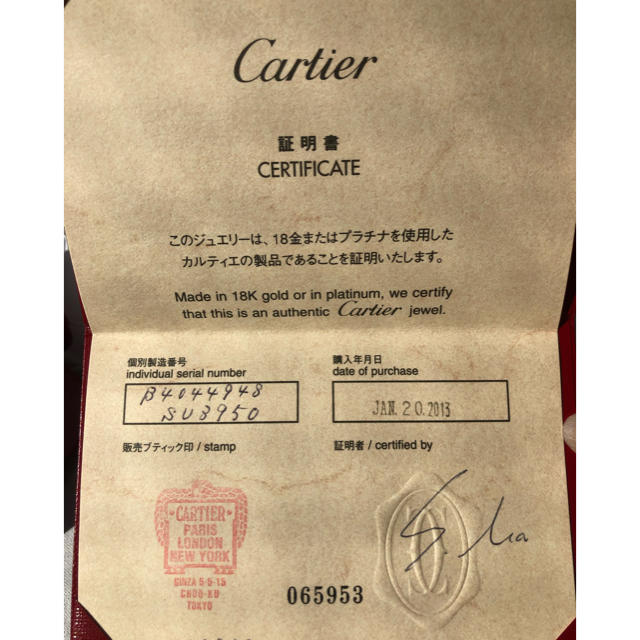 Cartier
証明書
CERTIFICATE
このジュエリーは、18金またはプラチナを使用した
カルティエの製品であることを証明いたします。
Made in 18K gold or in platinum, we certify
that this is an authentic Cartier jewel.
個別製造番号
individual serial number
B4044948
SU3950
購入年月日
date of purchase
JAN. 20. 2013
販売ブティック印 / stamp
証明者 / certified by
CARTIER
PARIS
LONDON
NEW YORK
GINZA 5-5-15
CHUO-KU
TOKYO
065953